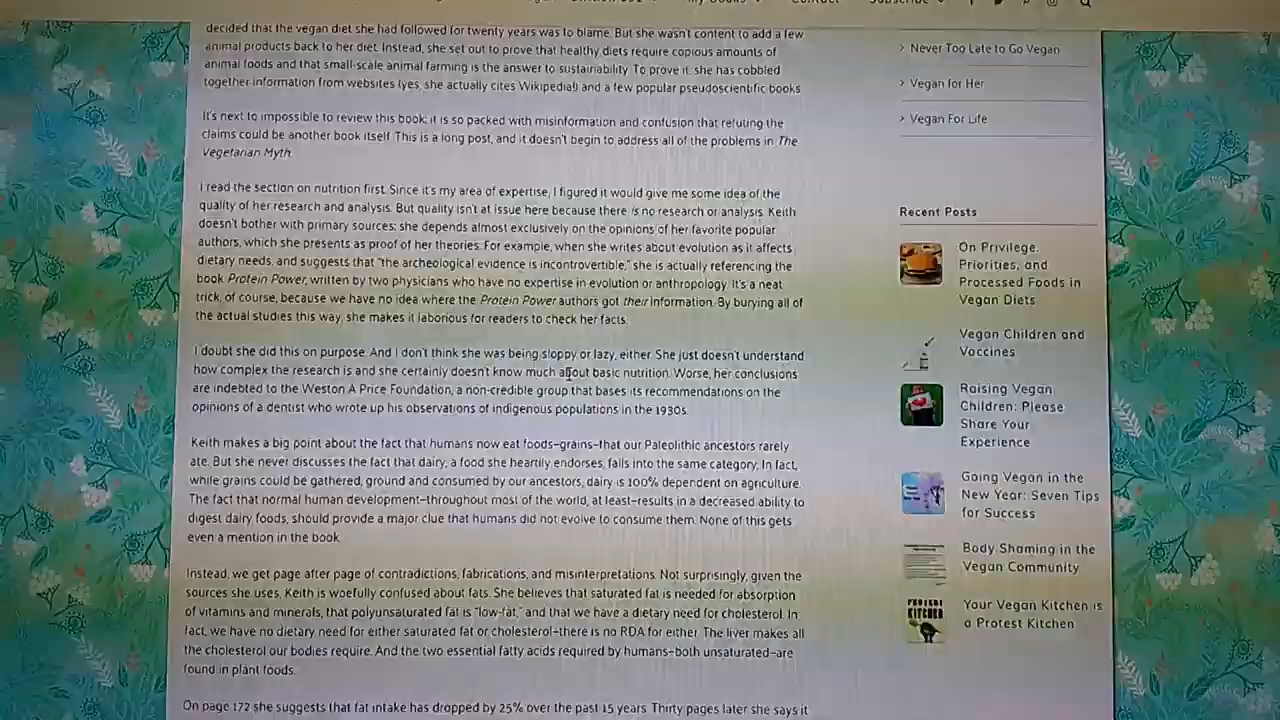 decided that the vegan diet she had followed for twenty years was to blame. But she wasn't content to add a few
animal products back to her diet. Instead, she set out to prove that healthy diets require copious amounts of
animal foods and that small-scale animal farming is the answer to sustainability. To prove it, she has cobbled
together information from websites (yes, she actually cites Wikipedia!) and a few popular pseudoscientific books.
It's next to impossible to review this book; it is so packed with misinformation and confusion that refuting the
claims could be another book itself. This is a long post, and it doesn't begin to address all of the problems in The
Vegetarian Myth.
I read the section on nutrition first. Since it's my area of expertise, I figured it would give me some idea of the
quality of her research and analysis. But quality isn't at issue here because there is no research or analysis. Keith
doesn't bother with primary sources; she depends almost exclusively on the opinions of her favorite popular
authors, which she presents as proof of her theories. For example, when she writes about evolution as it affects
dietary needs, and suggests that "the archeological evidence is incontrovertible," she is actually referencing the
book Protein Power, written by two physicians who have no expertise in evolution or anthropology. It's a neat
trick, of course, because we have no idea where the Protein Power authors got their information. By burying all of
the actual studies this way, she makes it laborious for readers to check her facts.
I doubt she did this on purpose. And I don't think she was being sloppy or lazy, either. She just doesn't understand
how complex the research is and she certainly doesn't know much about basic nutrition. Worse, her conclusions
are indebted to the Weston A Price Foundation, a non-credible group that bases its recommendations on the
opinions of a dentist who wrote up his observations of indigenous populations in the 1930s.
Keith makes a big point about the fact that humans now eat foods–grains–that our Paleolithic ancestors rarely
ate. But she never discusses the fact that dairy, a food she heartily endorses, falls into the same category. In fact,
while grains could be gathered, ground and consumed by our ancestors, dairy is 100% dependent on agriculture.
The fact that normal human development–throughout most of the world, at least–results in a decreased ability to
digest dairy foods, should provide a major clue that humans did not evolve to consume them. None of this gets
even a mention in the book.
Instead, we get page after page of contradictions, fabrications, and misinterpretations. Not surprisingly, given the
sources she uses, Keith is woefully confused about fats. She believes that saturated fat is needed for absorption
of vitamins and minerals, that polyunsaturated fat is "low-fat," and that we have a dietary need for cholesterol. In
fact, we have no dietary need for either saturated fat or cholesterol–there is no RDA for either. The liver makes all
the cholesterol our bodies require. And the two essential fatty acids required by humans–both unsaturated–are
found in plant foods.
On page 172 she suggests that fat intake has dropped by 25% over the past 15 years. Thirty pages later she says it
> Never Too Late to Go Vegan
> Vegan for Her
> Vegan For Life
Recent Posts
On Privilege,
Priorities, and
Processed Foods in
Vegan Diets
Vegan Children and
Vaccines
Raising Vegan
Children: Please
Share Your
Experience
Going Vegan in the
New Year: Seven Tips
for Success
Body Shaming in the
Vegan Community
PROTEST
KITCHEN
Your Vegan Kitchen is
a Protest Kitchen